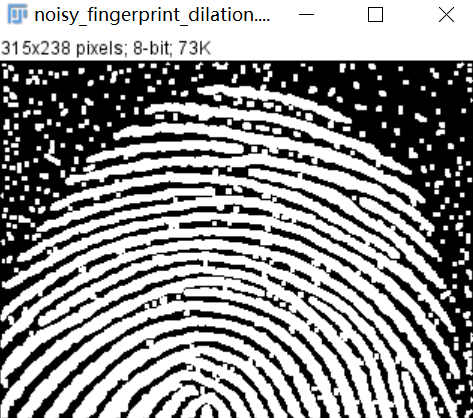 noisy_fingerprint_dilation....
315x238 pixels; 8-bit; 73K